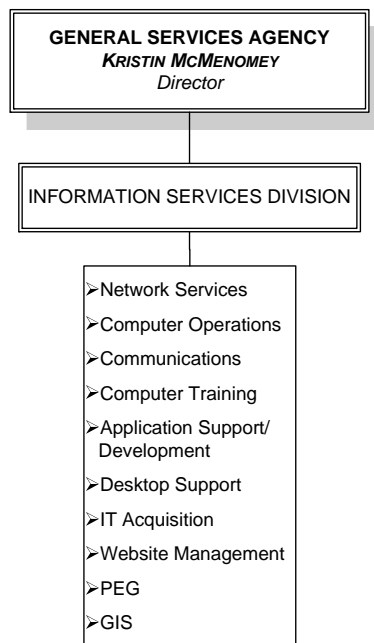 GENERAL SERVICES AGENCY
KRISTIN MCMENOMEY
Director
INFORMATION SERVICES DIVISION
➢Network Services
➢Computer Operations
➢Communications
➢Computer Training
➢Application Support/
Development
➢Desktop Support
➢IT Acquisition
➢Website Management
➢PEG
➢GIS